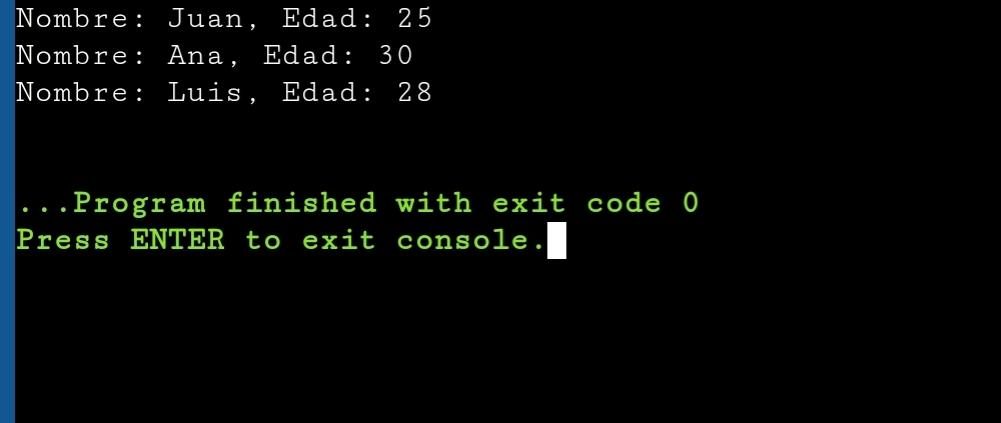 Nombre: Juan, Edad: 25
Nombre: Ana, Edad: 30
Nombre: Luis, Edad: 28
...Program finished with exit code 0
Press ENTER to exit console.